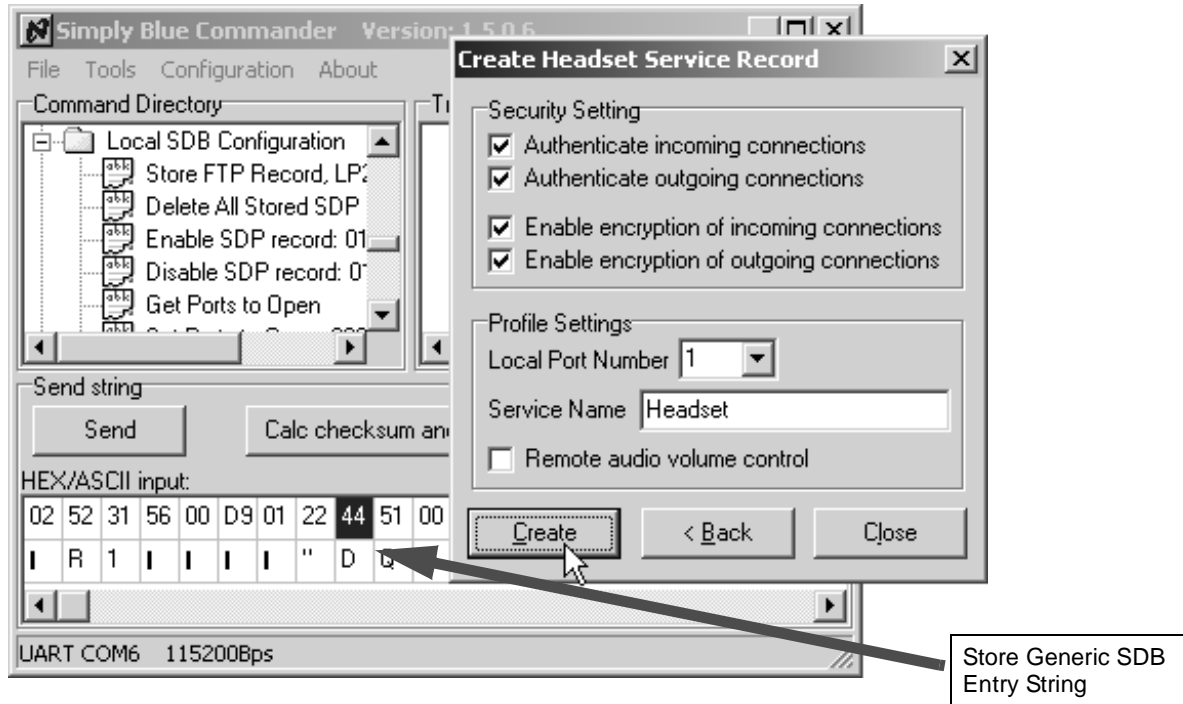 Simply Blue Commander Version: 1.5.0.6
File Tools Configuration About
Command Directory
Local SDB Configuration
Store FTP Record,
Delete All Stored SDP
Enable SDP record: 01
Disable SDP record:
Get Ports to Open
Send string
Send
Calc checksum
HEX/ASCII input:
02 52 31 56 00 D9 01 22 44 51 00
R 1 " D Q
UART COM6 115200Bps
Create Headset Service Record
Security Setting
Authenticate incoming connections
Authenticate outgoing connections
Enable encryption of incoming connections
Enable encryption of outgoing connections
Profile Settings
Local Port Number 1
Service Name Headset
Remote audio volume control
Create < Back Close
Store Generic SDB
Entry String